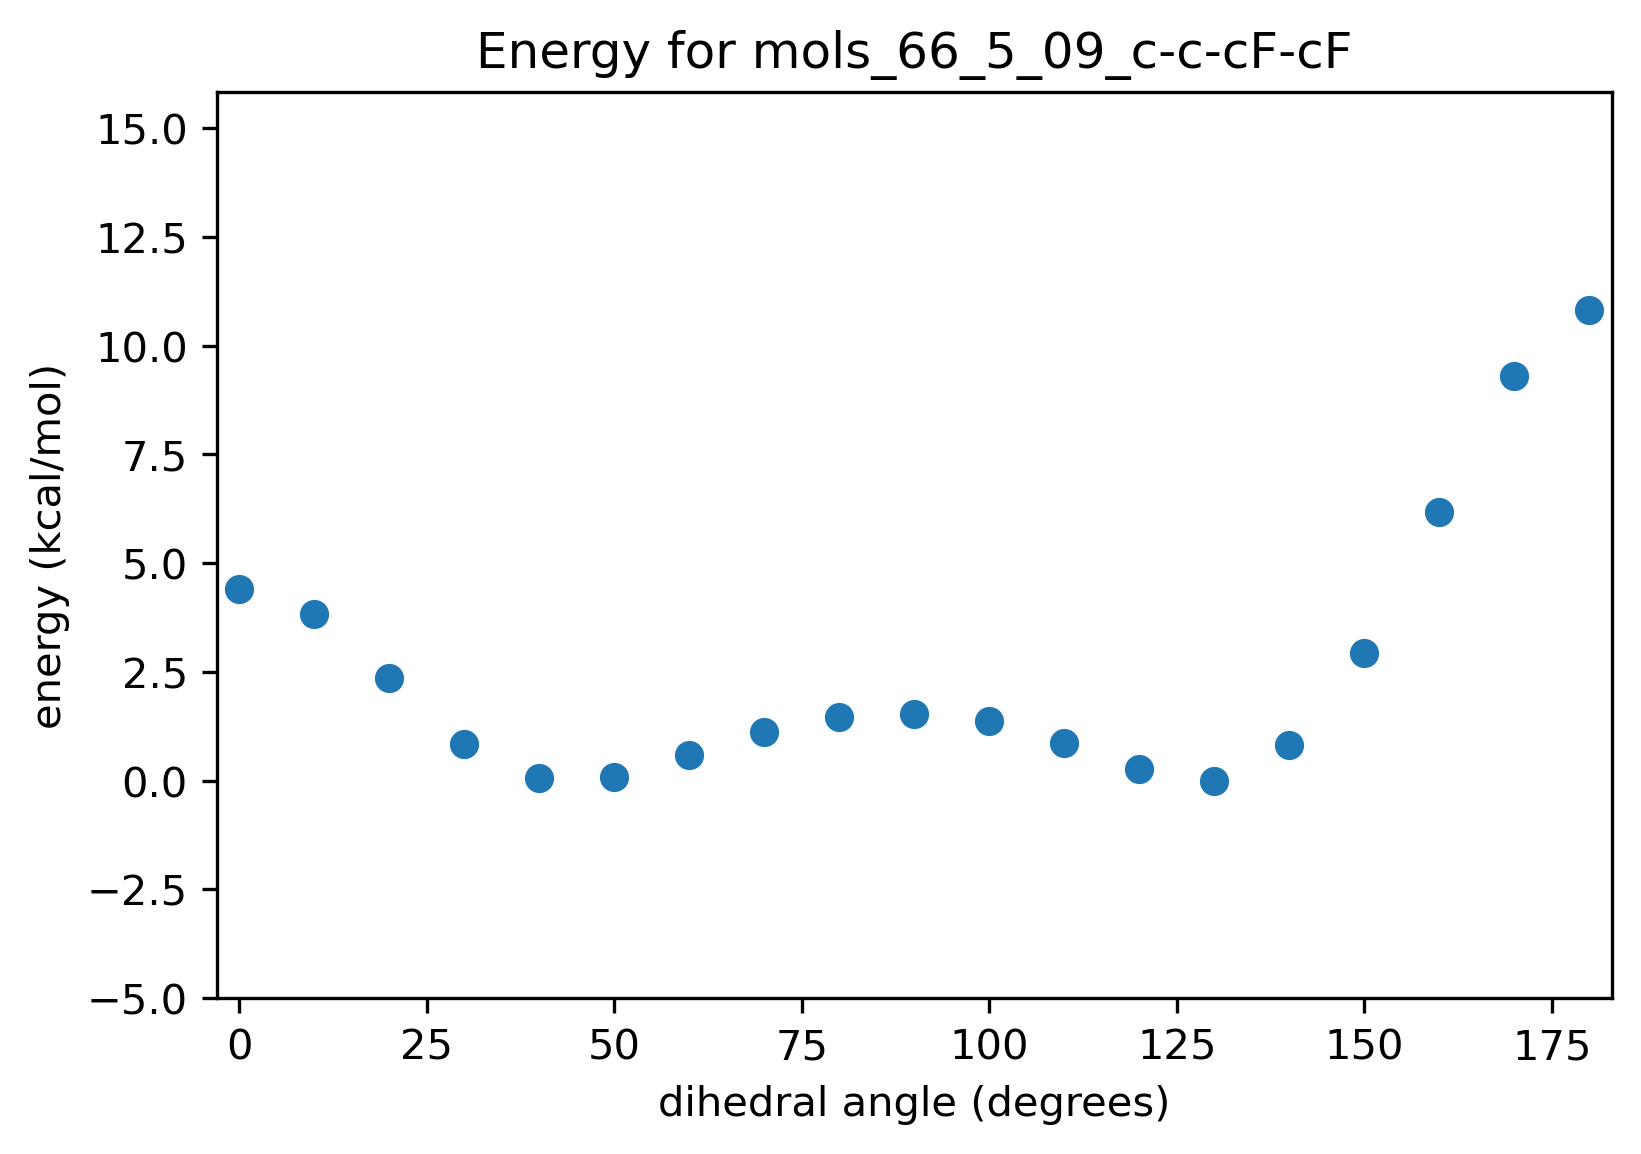 Energy for mols_66_5_09_c-c-cF-cF
15.0
12.5
10.0
7.5
5.0
2.5
0.0
−2.5
−5.0
energy (kcal/mol)
0 25 50 75 100 125 150 175
dihedral angle (degrees)